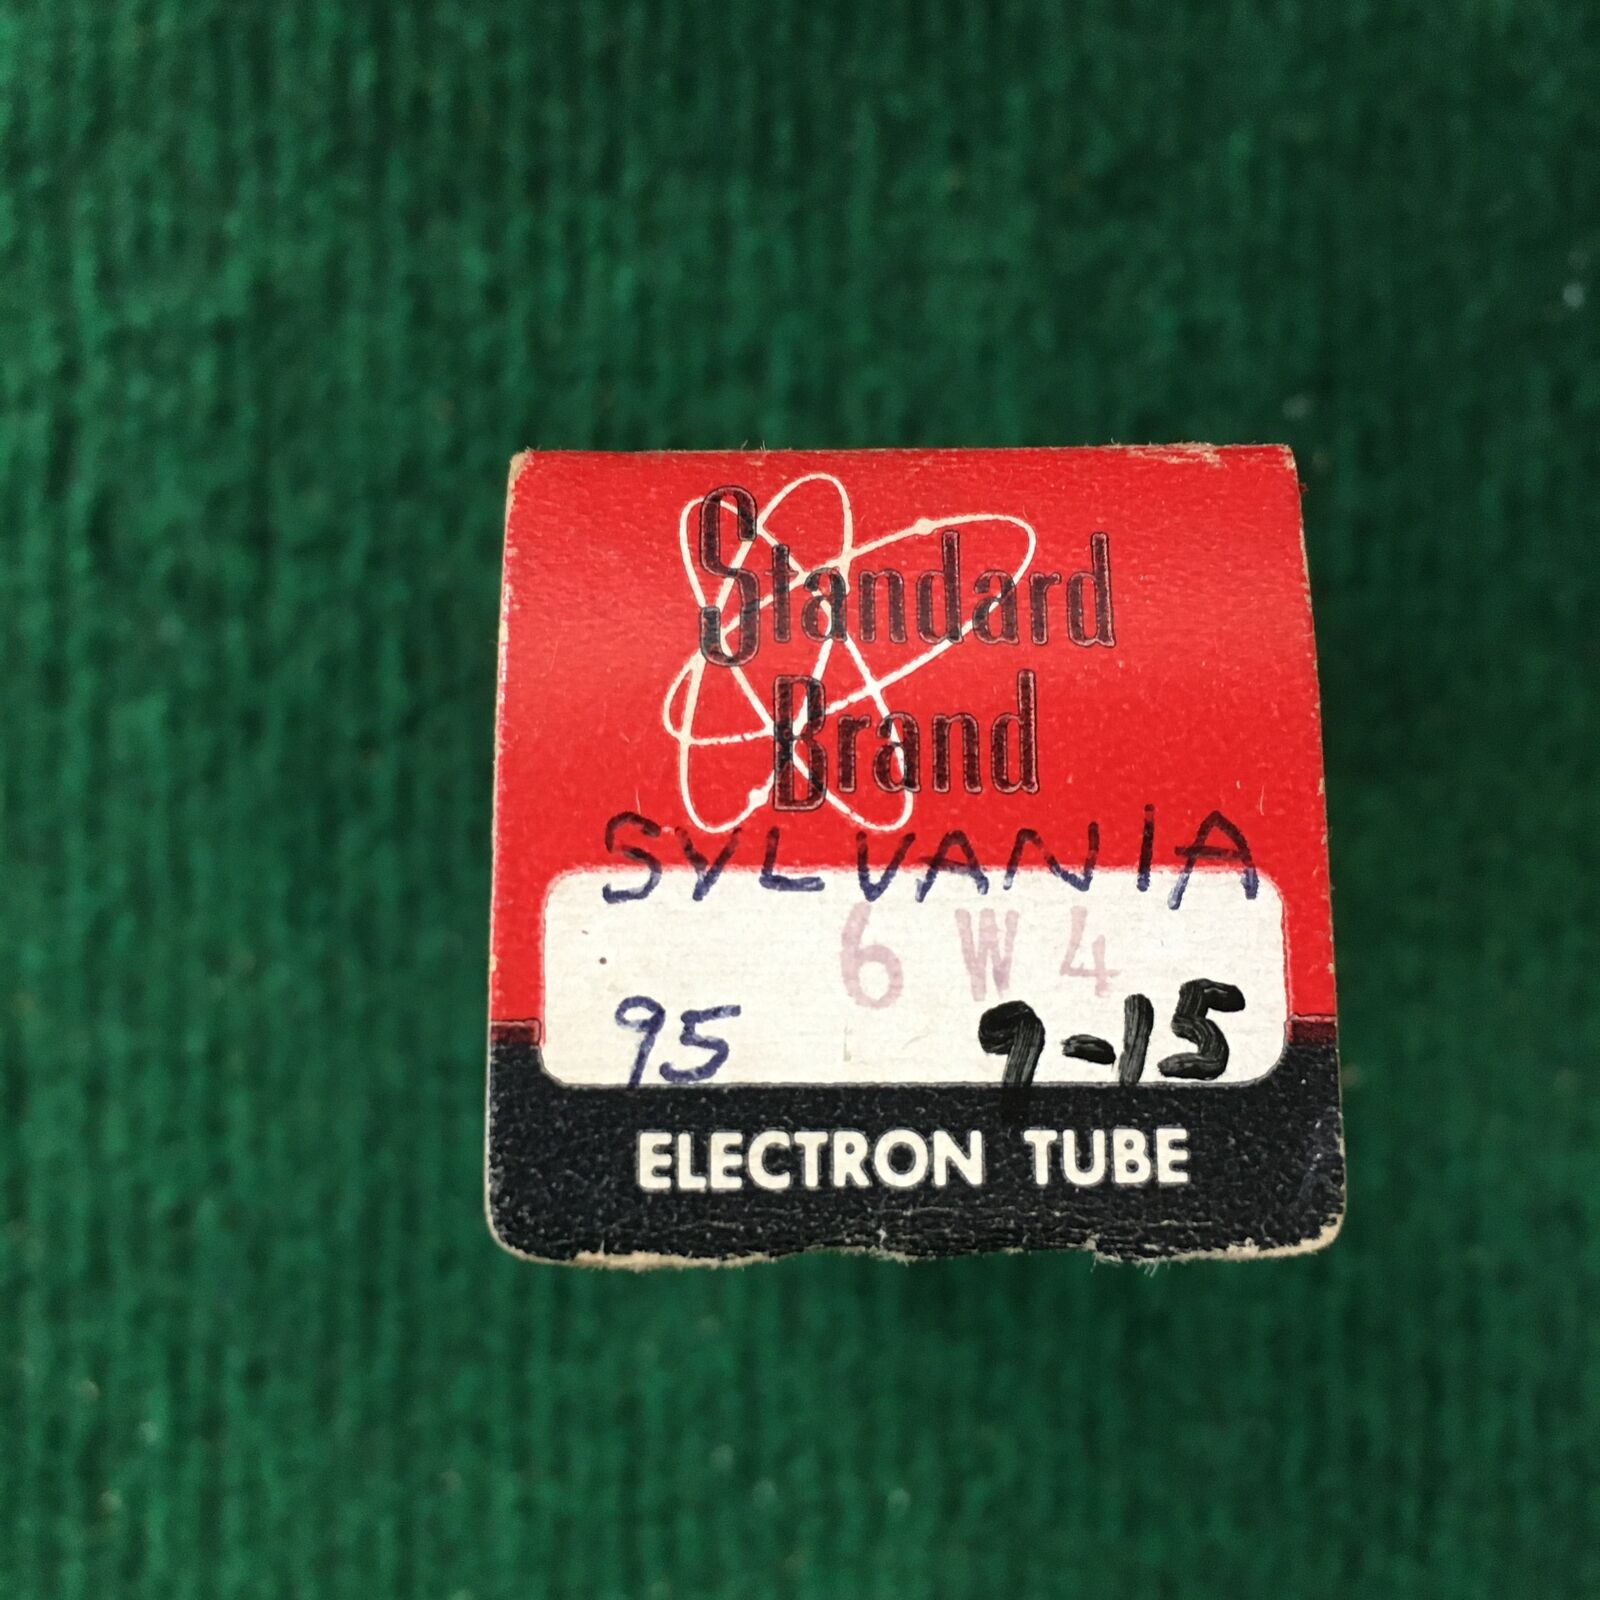 Standard
Brand
SYLVANIA
6W4
95 9-15
ELECTRON TUBE